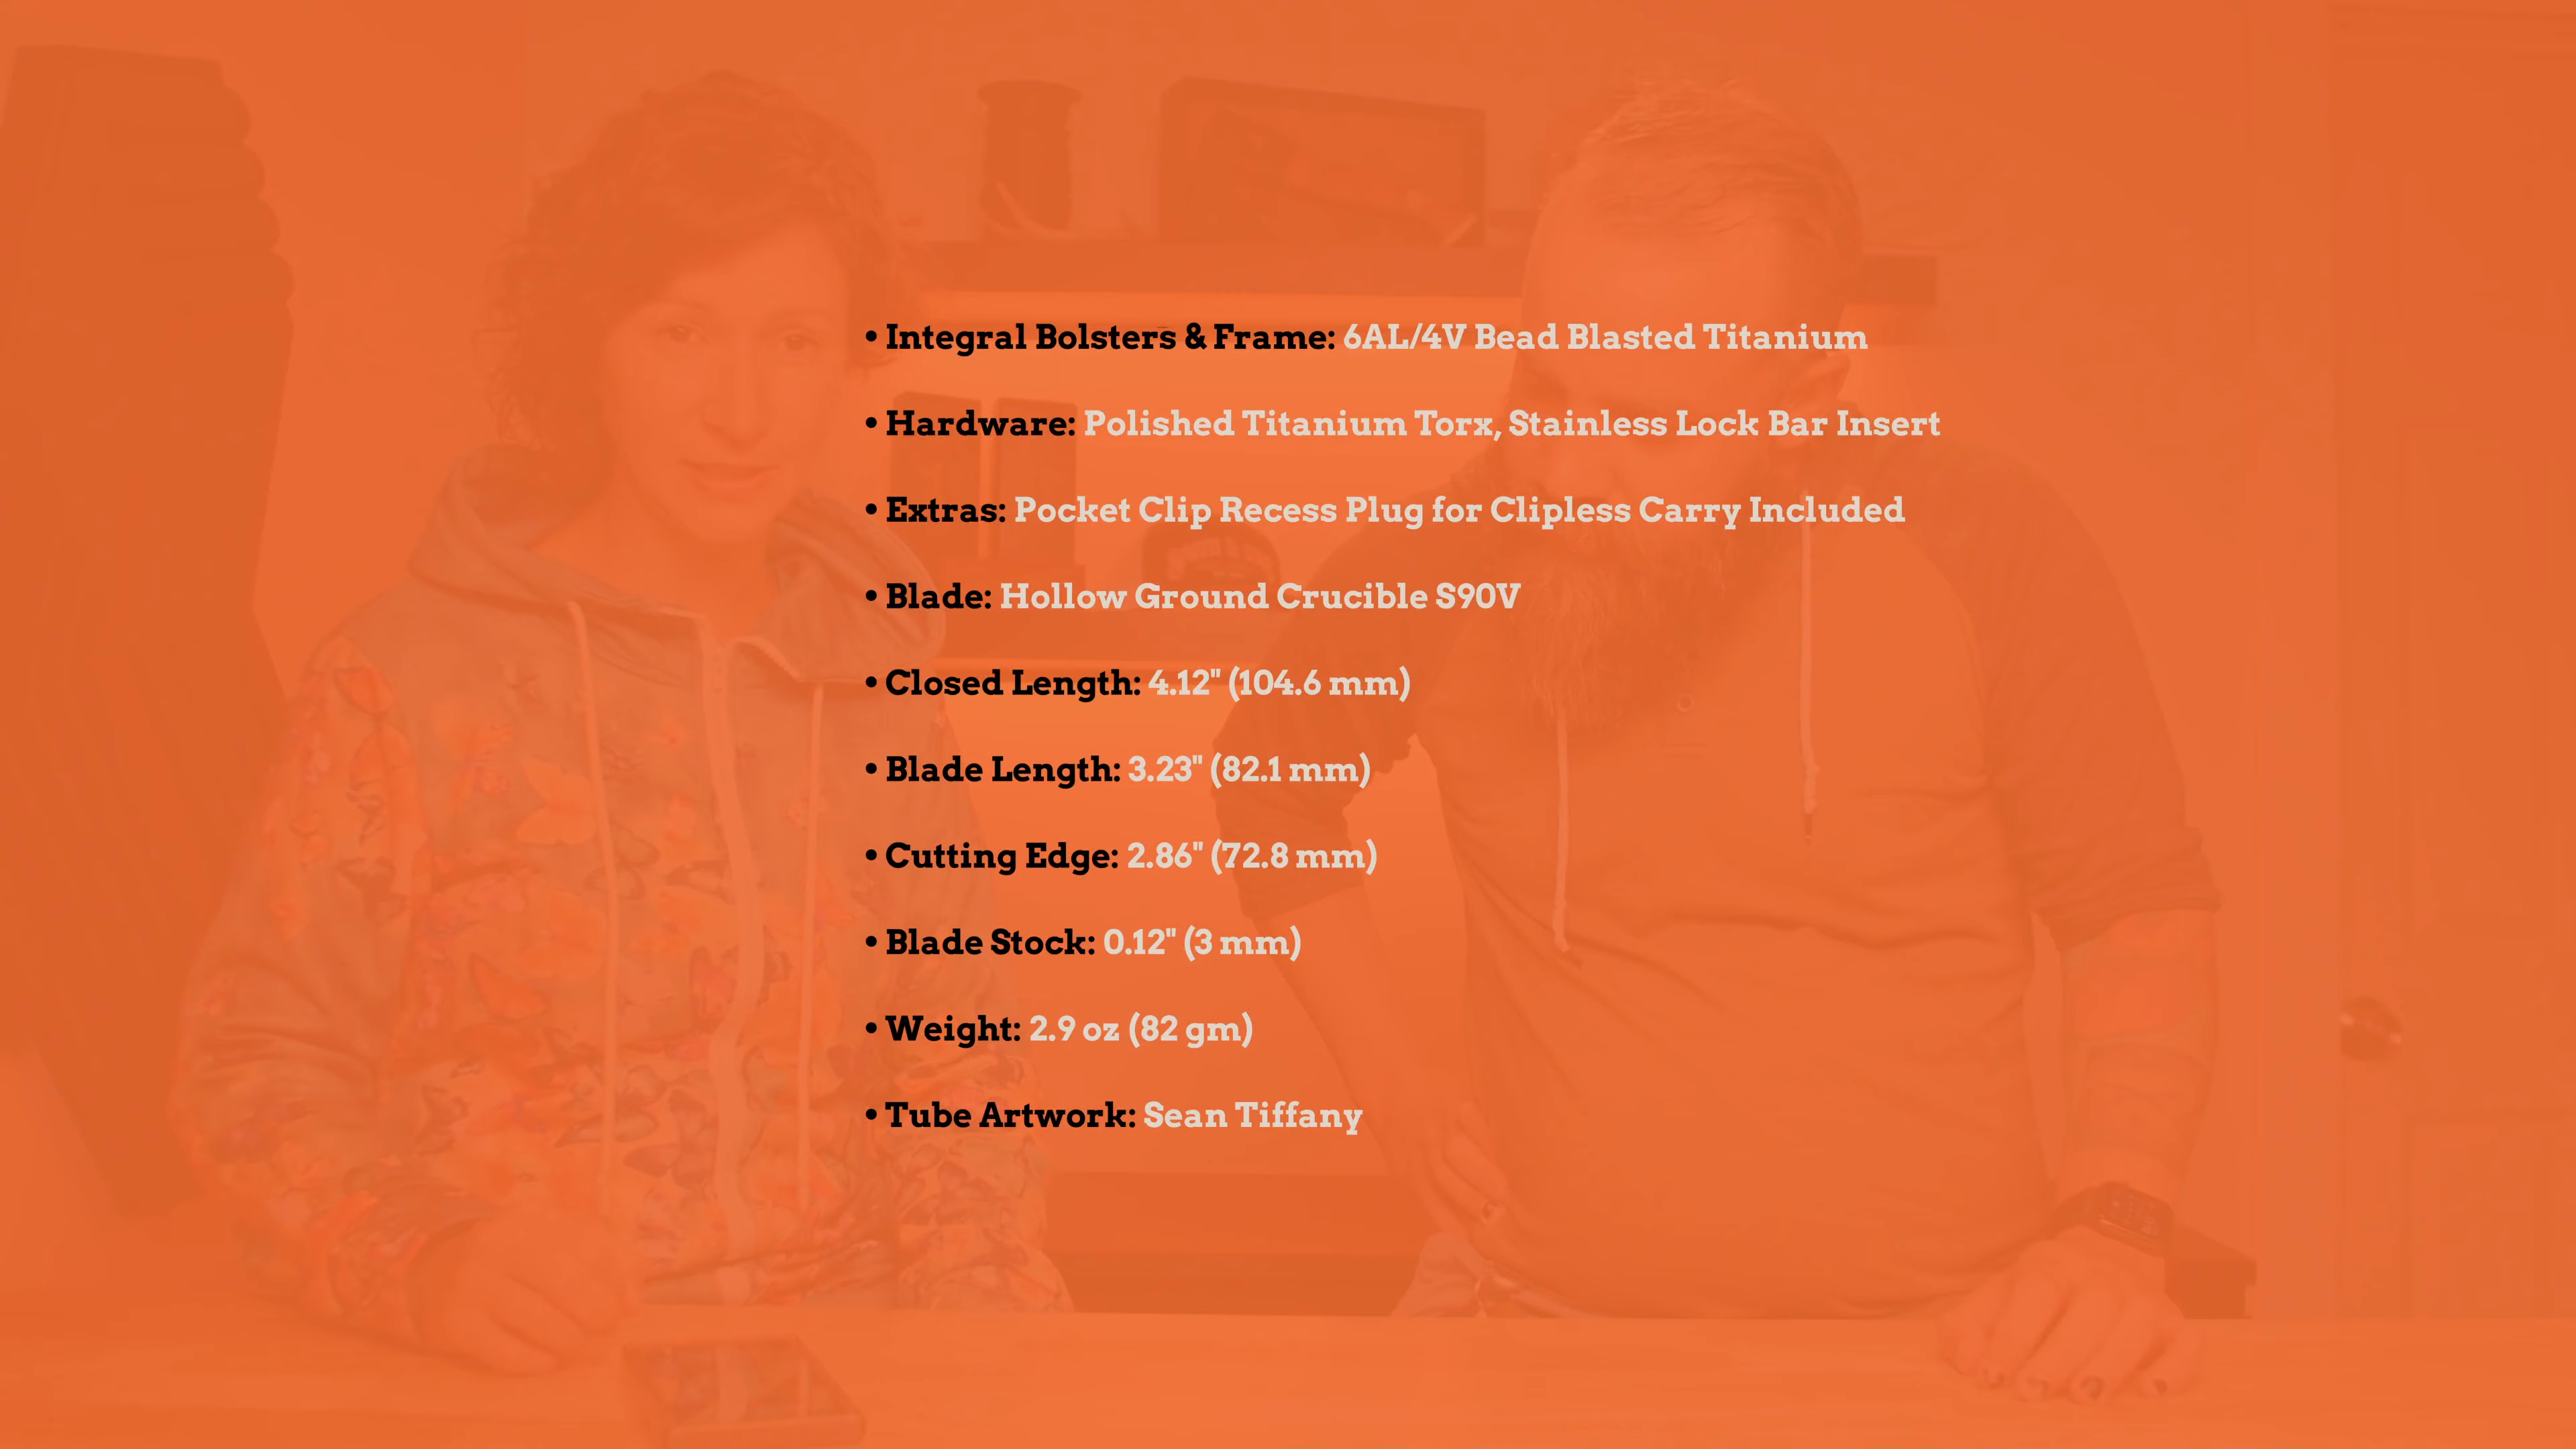 • Integral Bolsters & Frame: 6AL/4V Bead Blasted Titanium
• Hardware: Polished Titanium Torx, Stainless Lock Bar Insert
• Extras: Pocket Clip Recess Plug for Clipless Carry Included
• Blade: Hollow Ground Crucible S90V
• Closed Length: 4.12" (104.6 mm)
• Blade Length: 3.23" (82.1 mm)
• Cutting Edge: 2.86" (72.8 mm)
• Blade Stock: 0.12" (3 mm)
• Weight: 2.9 oz (82 gm)
• Tube Artwork: Sean Tiffany